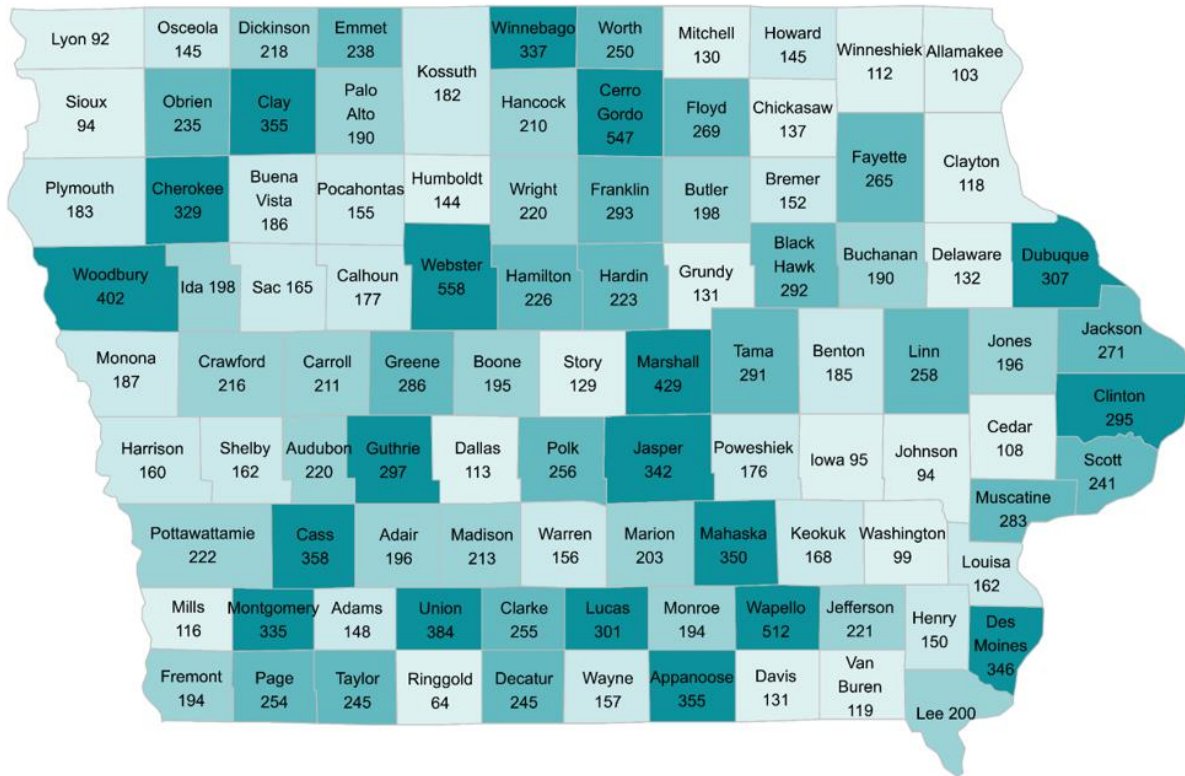 Lyon 92
Osceola
145
Dickinson
218
Emmet
238
Kossuth
182
Winnebago
337
Worth
250
Mitchell
130
Howard
145
Winneshiek
112
Allamakee
103
Sioux
94
Obrien
235
Clay
355
Palo
Alto
190
Hancock
210
Cerro
Gordo
547
Floyd
269
Chickasaw
137
Fayette
265
Clayton
118
Plymouth
183
Cherokee
329
Buena
Vista
186
Pocahontas
155
Humboldt
144
Wright
220
Franklin
293
Butler
198
Bremer
152
Woodbury
402
Ida 198
Sac 165
Calhoun
177
Webster
558
Hamilton
226
Hardin
223
Grundy
131
Black
Hawk
292
Buchanan
190
Delaware
132
Dubuque
307
Monona
187
Crawford
216
Carroll
211
Greene
286
Boone
195
Story
129
Marshall
429
Tama
291
Benton
185
Linn
258
Jones
196
Jackson
271
Clinton
295
Harrison
160
Shelby
162
Audubon
220
Guthrie
297
Dallas
113
Polk
256
Jasper
342
Poweshiek
176
Iowa 95
Johnson
94
Cedar
108
Scott
241
Muscatine
283
Pottawattamie
222
Cass
358
Adair
196
Madison
213
Warren
156
Marion
203
Mahaska
350
Keokuk
168
Washington
99
Louisa
162
Mills
116
Montgomery
335
Adams
148
Union
384
Clarke
255
Lucas
301
Monroe
194
Wapello
512
Jefferson
221
Henry
150
Des
Moines
346
Fremont
194
Page
254
Taylor
245
Ringgold
64
Decatur
245
Wayne
157
Appanoose
355
Davis
131
Van
Buren
119
Lee 200